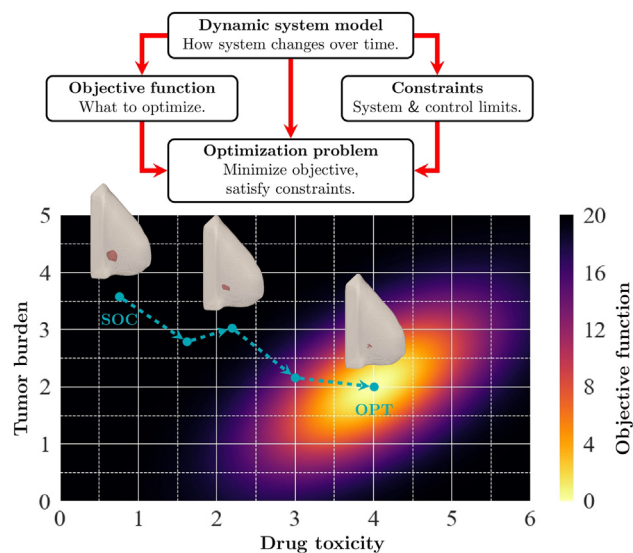 Dynamic system model
How system changes over time.
Objective function
What to optimize.
Constraints
System & control limits.
Optimization problem
Minimize objective,
satisfy constraints.
5
4
3
2
1
0
Tumor burden
SOC
OPT
0
1
2
3
4
5
6
Drug toxicity
20
16
12
8
4
0
Objective function